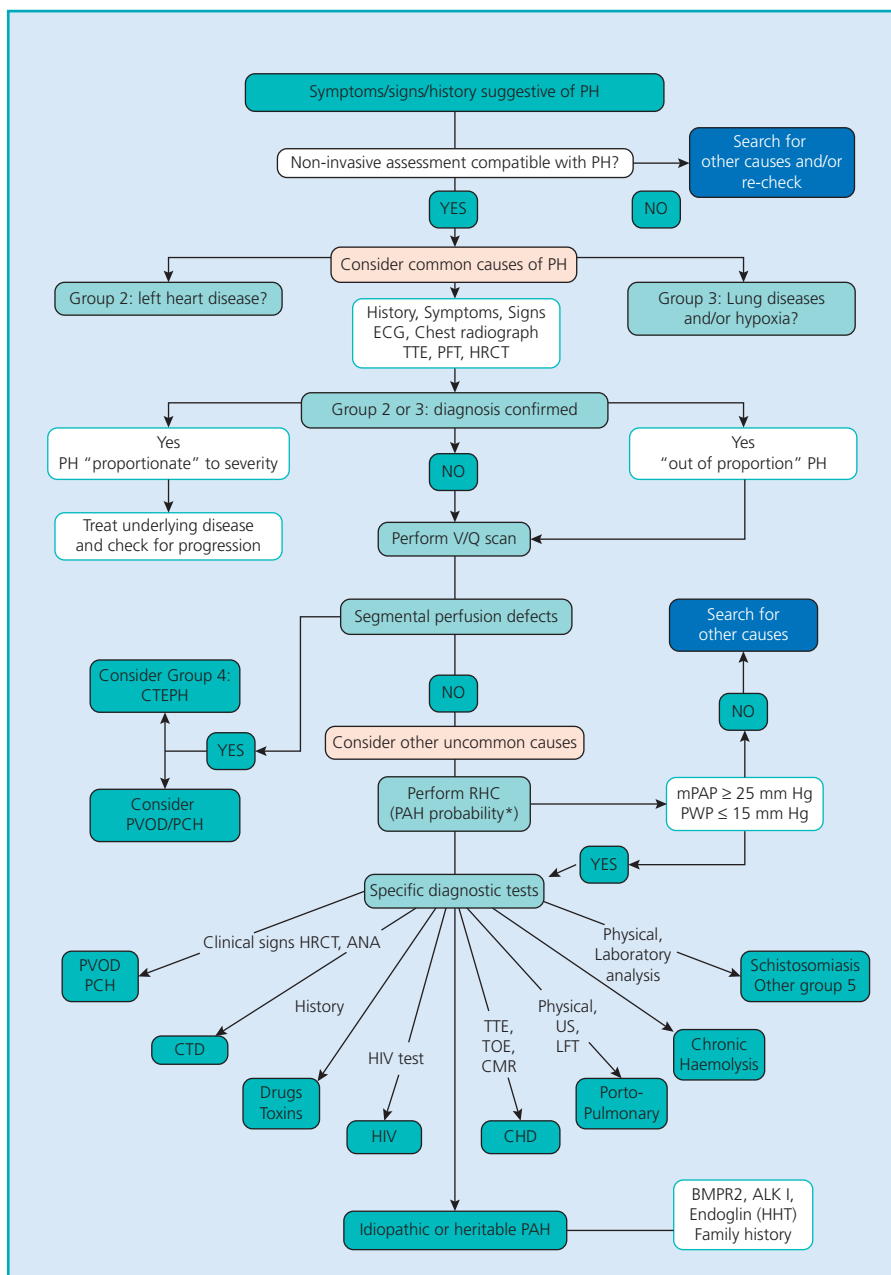 Symptoms/signs/history suggestive of PH
Non-invasive assessment compatible with PH?
Search for
other causes and/or
re-check
YES
NO
Consider common causes of PH
Group 2: left heart disease?
Group 3: Lung diseases
and/or hypoxia?
History, Symptoms, Signs
ECG, Chest radiograph
TTE, PFT, HRCT
Group 2 or 3: diagnosis confirmed
Yes
PH “proportionate” to severity
NO
Yes
“out of proportion” PH
Treat underlying disease
and check for progression
Perform V/Q scan
Segmental perfusion defects
Search for
other causes
Consider Group 4:
CTEPH
NO
NO
YES
Consider other uncommon causes
Consider
PVOD/PCH
Perform RHC
(PAH probability*)
mPAP ≥ 25 mm Hg
PWP ≤ 15 mm Hg
YES
Specific diagnostic tests
Clinical signs HRCT, ANA
Physical,
Laboratory
analysis
PVOD
PCH
Schistosomiasis
Other group 5
History
HIV test
TTE,
TOE,
CMR
Physical,
US,
LFT
CTD
Chronic
Haemolysis
Drugs
Toxins
Porto-
Pulmonary
HIV
CHD
Idiopathic or heritable PAH
BMPR2, ALK I,
Endoglin (HHT)
Family history